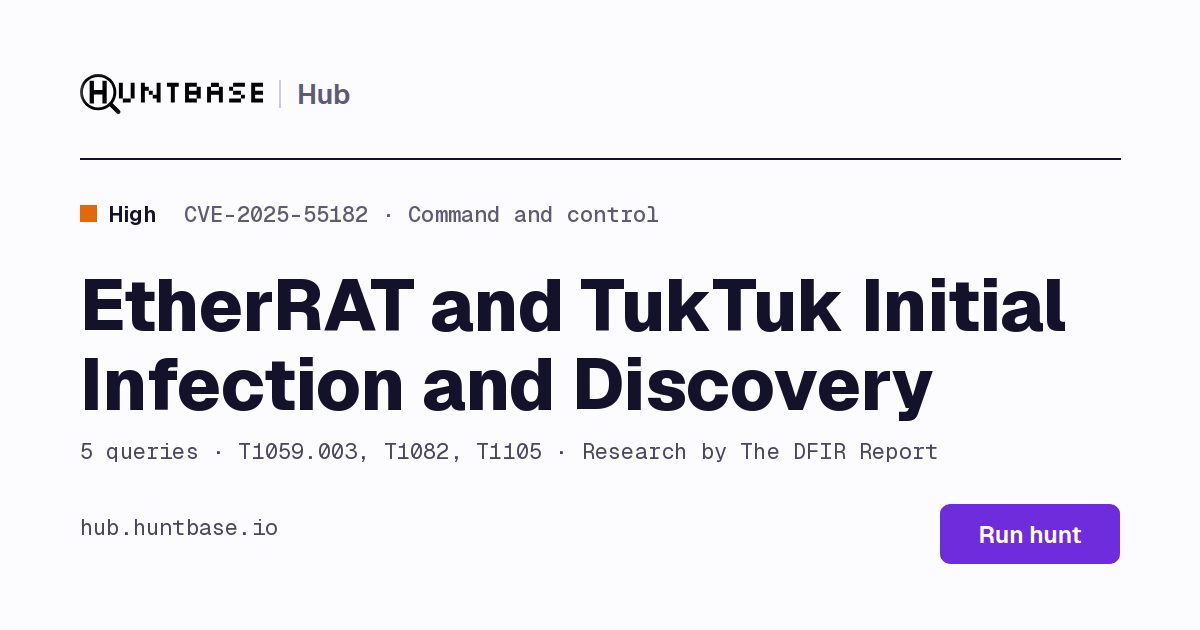 HUNTBASE | Hub
High CVE-2025-55182 · Command and control
EtherRAT and TukTuk Initial
Infection and Discovery
5 queries · T1059.003, T1082, T1105 · Research by The DFIR Report
hub.huntbase.io
Run hunt